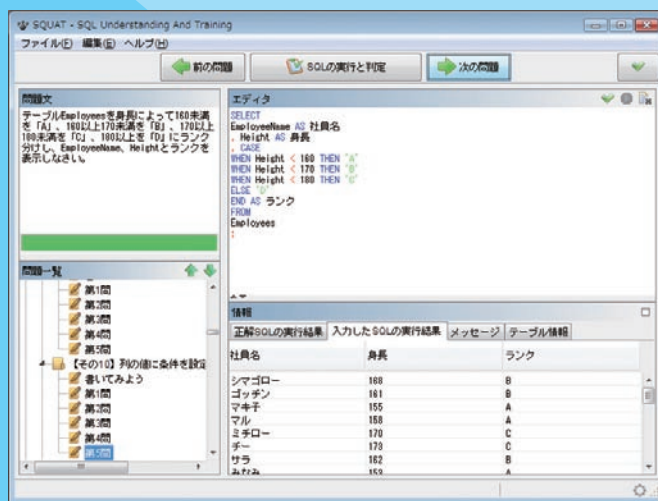 SQUAT - SQL Understanding And Training
ファイル(F) 編集(E) ヘルプ(H)
前の問題
SQLの実行と判定
次の問題
問題文
テーブルEmployeesを身長によって160未満
を「A」、160以上170未満を「B」、170以上
180未満を「C」、180以上を「D」にランク
分けし、EmployeeName、Heightとランクを
表示しなさい。
エディタ
SELECT
EmployeeName AS 社員名
, Height AS 身長
, CASE
WHEN Height < 160 THEN 'A'
WHEN Height < 170 THEN 'B'
WHEN Height < 180 THEN 'C'
ELSE 'D'
END AS ランク
FROM
Employees
;
問題一覧
第1問
第2問
第3問
第4問
第5問
【その10】列の値に条件を設定
書いてみよう
第1問
第2問
第3問
第4問
第5問
情報
正解SQLの実行結果 入力したSQLの実行結果 メッセージ テーブル情報
社員名 身長 ランク
シマゴロー 168 B
ゴッチン 161 B
マキ子 155 A
マル 158 A
ミチロー 170 C
チー 173 C
サラ 162 B
みなみ 153 A